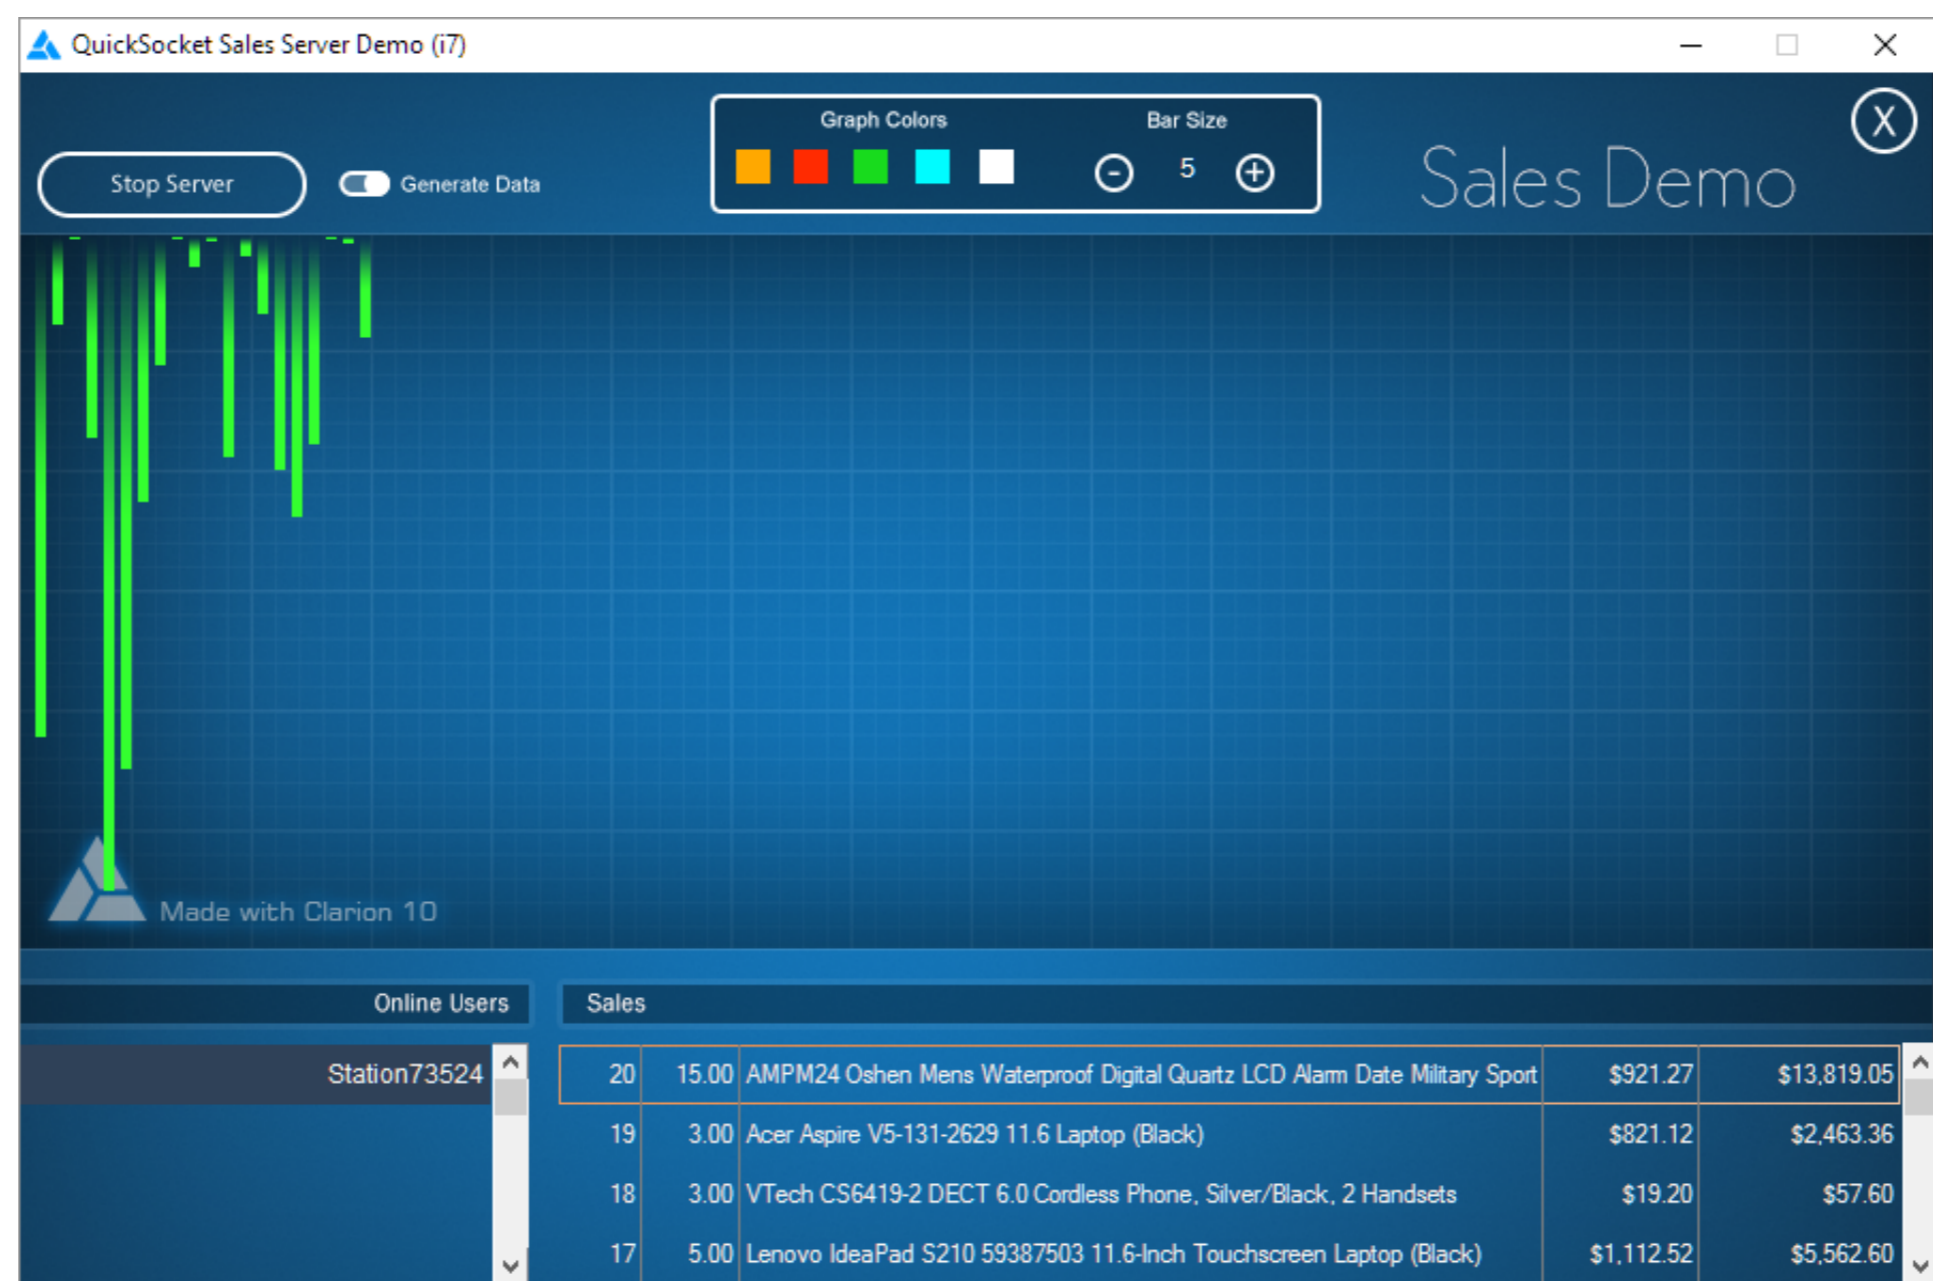 QuickSocket Sales Server Demo (i7)
X
Graph Colors
Bar Size
Stop Server
Generate Data
5
Sales Demo
Made with Clarion 10
Online Users
Sales
Station73524
20 15.00 AMPM24 Oshen Mens Waterproof Digital Quartz LCD Alarm Date Military Sport $921.27 $13,819.05
19 3.00 Acer Aspire V5-131-2629 11.6 Laptop (Black) $821.12 $2,463.36
18 3.00 VTech CS6419-2 DECT 6.0 Cordless Phone, Silver/Black, 2 Handsets $19.20 $57.60
17 5.00 Lenovo IdeaPad S210 59387503 11.6-Inch Touchscreen Laptop (Black) $1,112.52 $5,562.60